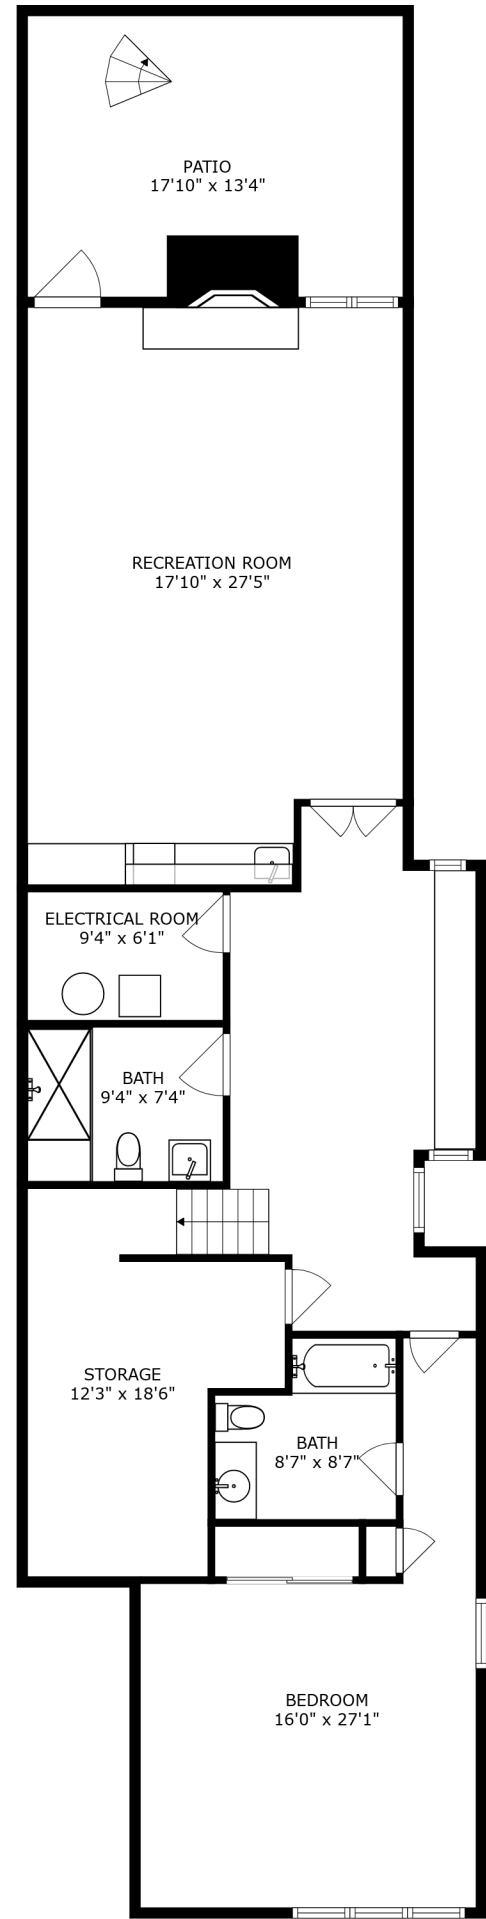 PATIO
17'10" x 13'4"
RECREATION ROOM
17'10" x 27'5"
ELECTRICAL ROOM
9'4" x 6'1"
BATH
9'4" x 7'4"
STORAGE
12'3" x 18'6"
BATH
8'7" x 8'7"
BEDROOM
16'0" x 27'1"